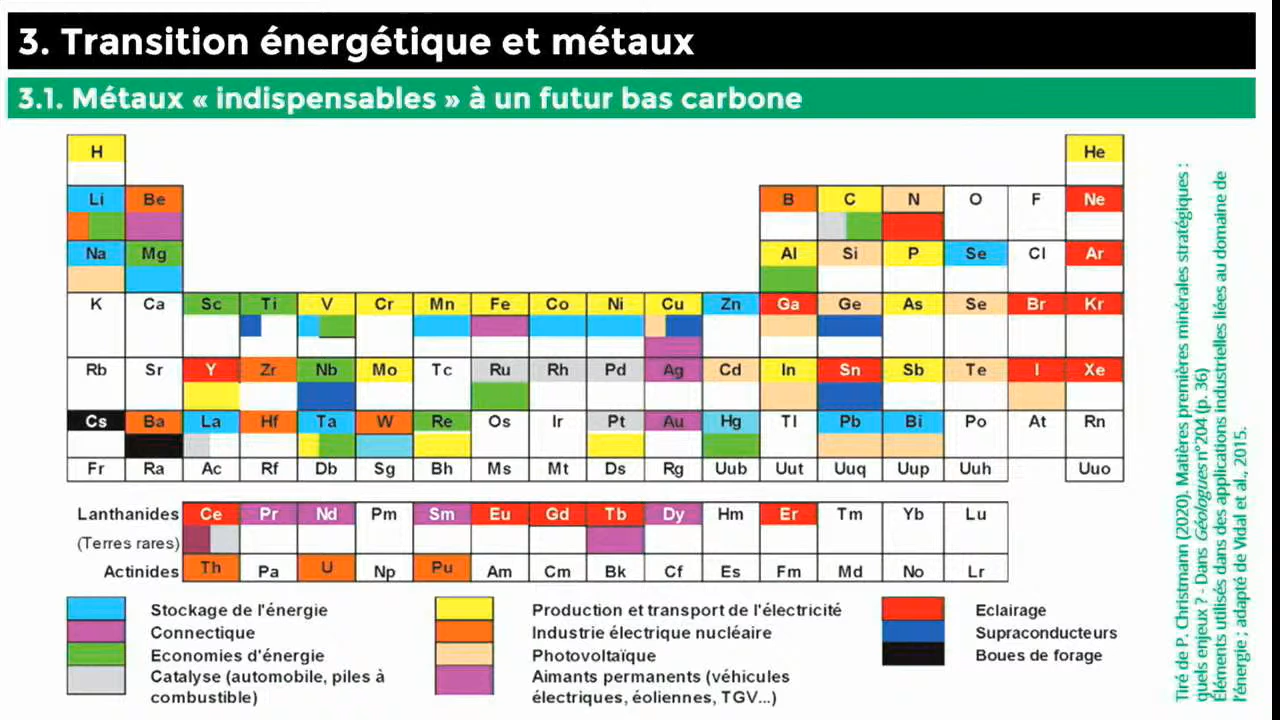 3. Transition énergétique et métaux
3.1. Métaux « indispensables » à un futur bas carbone
H He
Li Be B C N O F Ne
Na Mg Al Si P Se Cl Ar
K Ca Sc Ti V Cr Mn Fe Co Ni Cu Zn Ga Ge As Se Br Kr
Rb Sr Y Zr Nb Mo Tc Ru Rh Pd Ag Cd In Sn Sb Te I Xe
Cs Ba La Hf Ta W Re Os Ir Pt Au Hg Tl Pb Bi Po At Rn
Fr Ra Ac Rf Db Sg Bh Ms Mt Ds Rg Uub Uut Uuq Uup Uuh Uuo
Lanthanides Ce Pr Nd Pm Sm Eu Gd Tb Dy Hm Er Tm Yb Lu
(Terres rares)
Actinides Th Pa U Np Pu Am Cm Bk Cf Es Fm Md No Lr
Stockage de l'énergie
Connectique
Economies d'énergie
Catalyse (automobile, piles à
combustible)
Production et transport de l'électricité
Industrie électrique nucléaire
Photovoltaïque
Aimants permanents (véhicules
électriques, éoliennes, TGV...)
Eclairage
Supraconducteurs
Boues de forage
Tiré de P. Christmann (2020). Matières premières minérales stratégiques :
quels enjeux ? - Dans Géologues n°204 (p. 36)
Éléments utilisés dans des applications industrielles liées au domaine de
l'énergie ; adapté de Vidal et al., 2015.